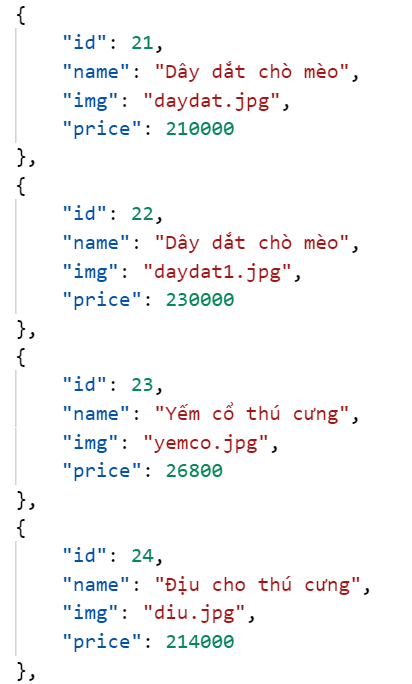 {
"id": 21,
"name": "Dây dắt chò mèo",
"img": "daydat.jpg",
"price": 210000
},
{
"id": 22,
"name": "Dây dắt chò mèo",
"img": "daydat1.jpg",
"price": 230000
},
{
"id": 23,
"name": "Yếm cổ thú cưng",
"img": "yemco.jpg",
"price": 26800
},
{
"id": 24,
"name": "Địu cho thú cưng",
"img": "diu.jpg",
"price": 214000
},